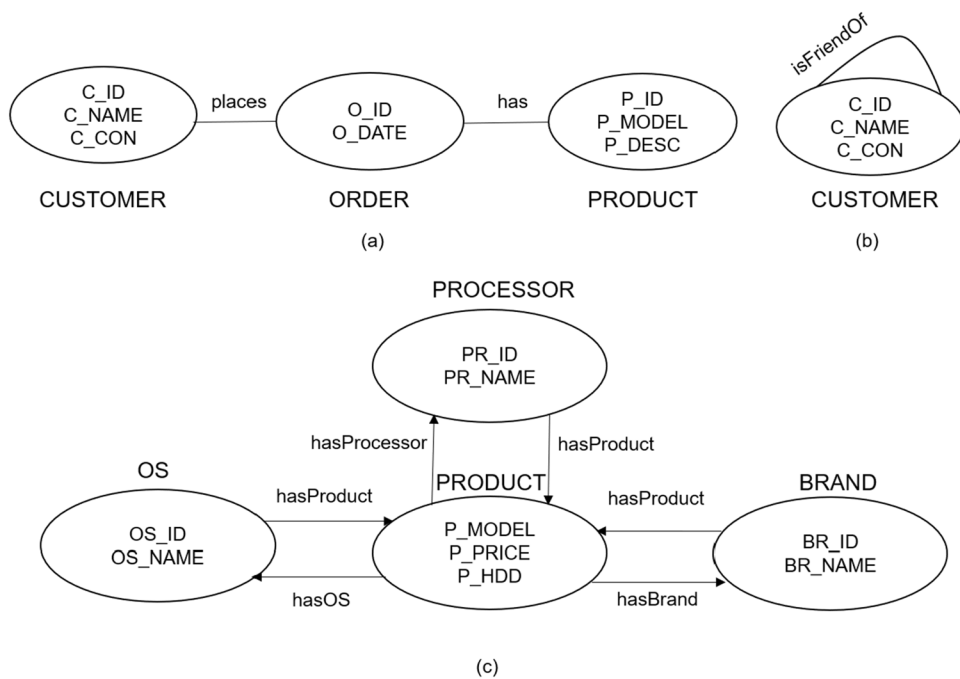 C_ID
C_NAME
C_CON
CUSTOMER
places
O_ID
O_DATE
ORDER
has
P_ID
P_MODEL
P_DESC
PRODUCT
(a)
isFriendOf
C_ID
C_NAME
C_CON
CUSTOMER
(b)
PROCESSOR
PR_ID
PR_NAME
hasProcessor
hasProduct
OS
OS_ID
OS_NAME
hasProduct
hasOS
PRODUCT
P_MODEL
P_PRICE
P_HDD
hasProduct
hasBrand
BRAND
BR_ID
BR_NAME
(c)